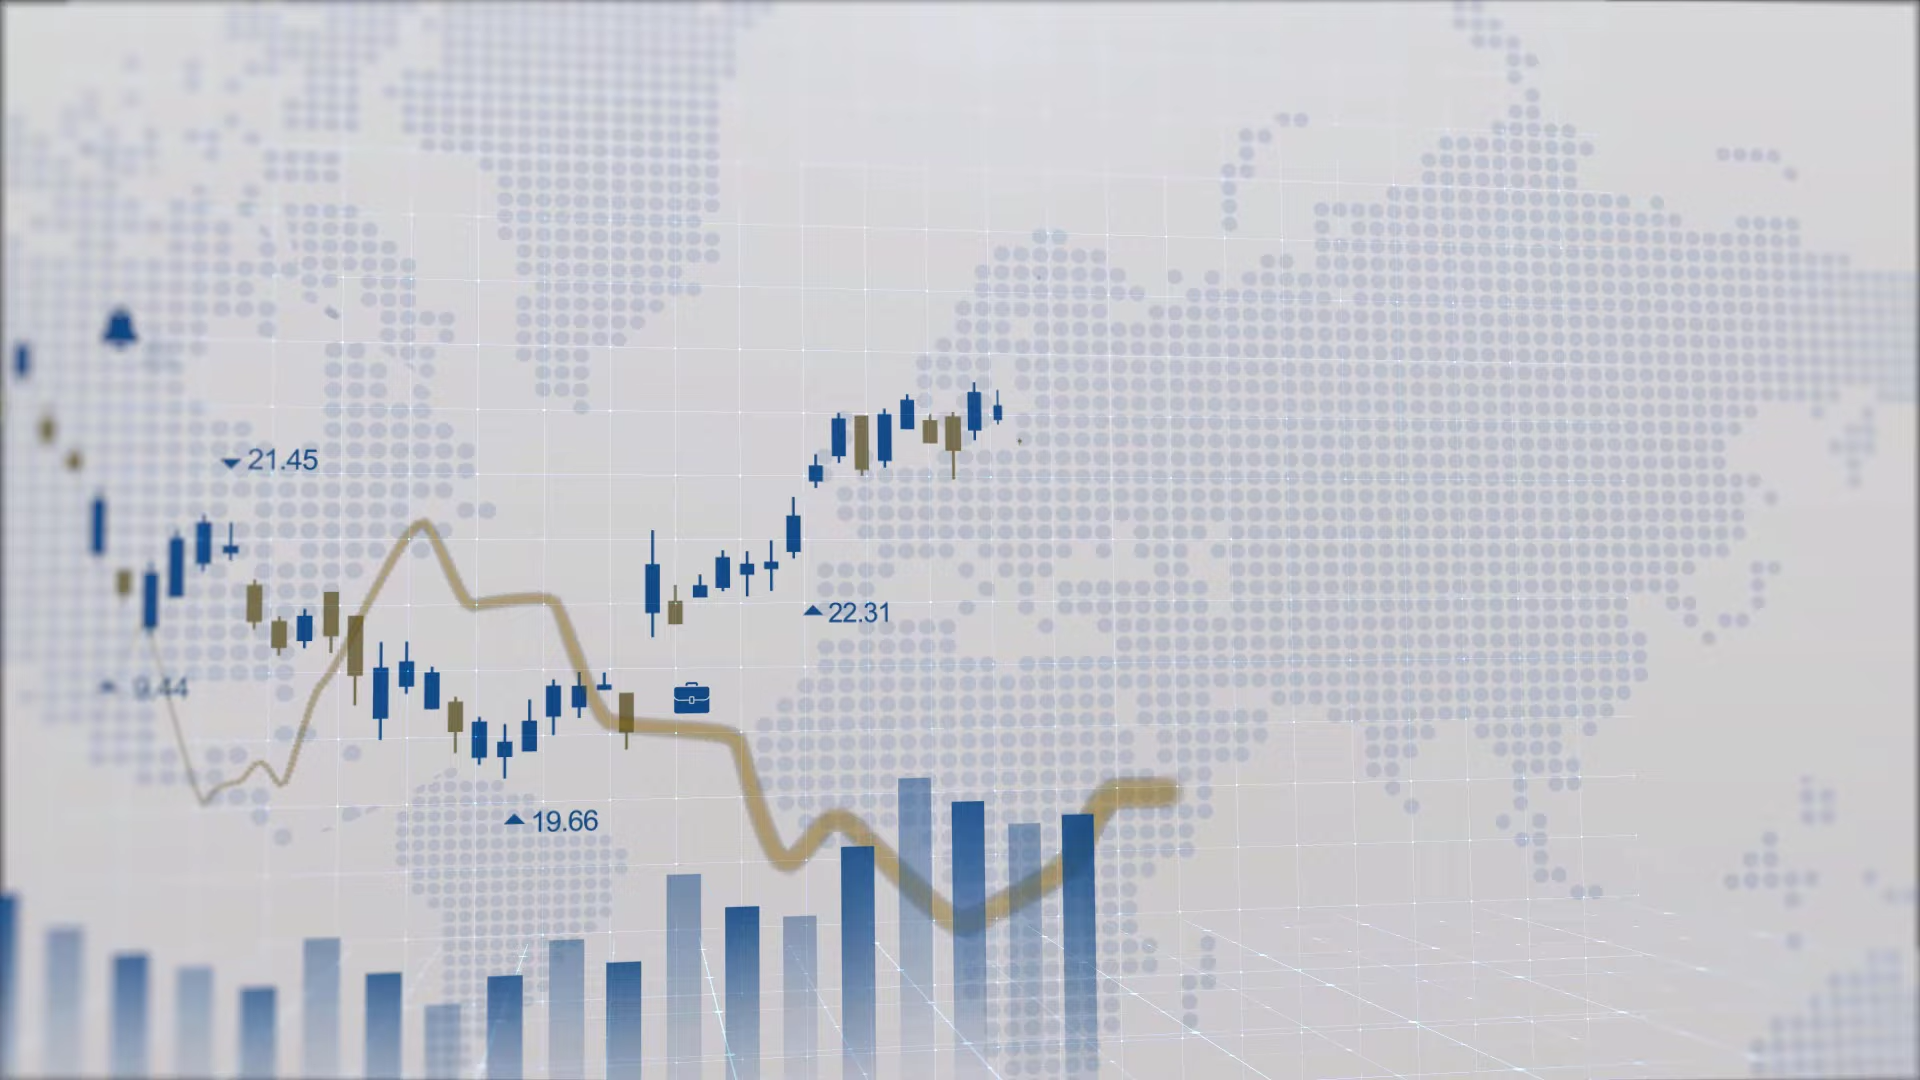 ▼ 21.45
▲ 22.31
▲ 9.44
▲ 19.66